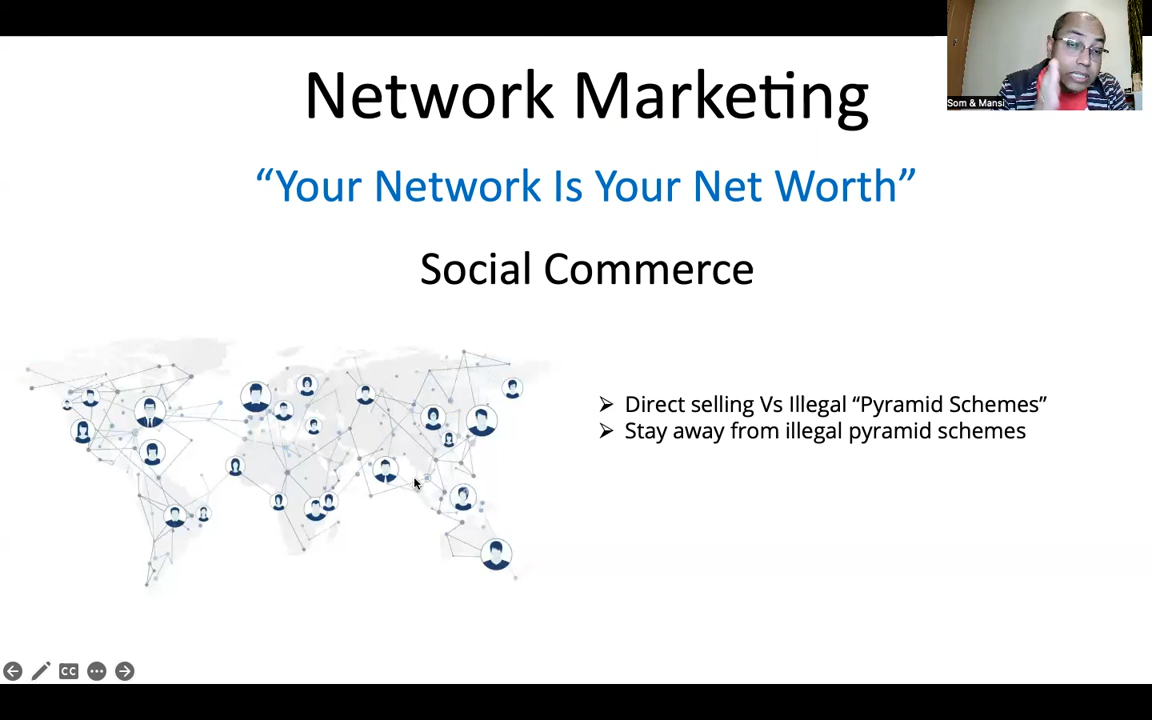 Network Marketing
“Your Network Is Your Net Worth”
Social Commerce
➢ Direct selling Vs Illegal “Pyramid Schemes”
➢ Stay away from illegal pyramid schemes
Som & Mansi
CC